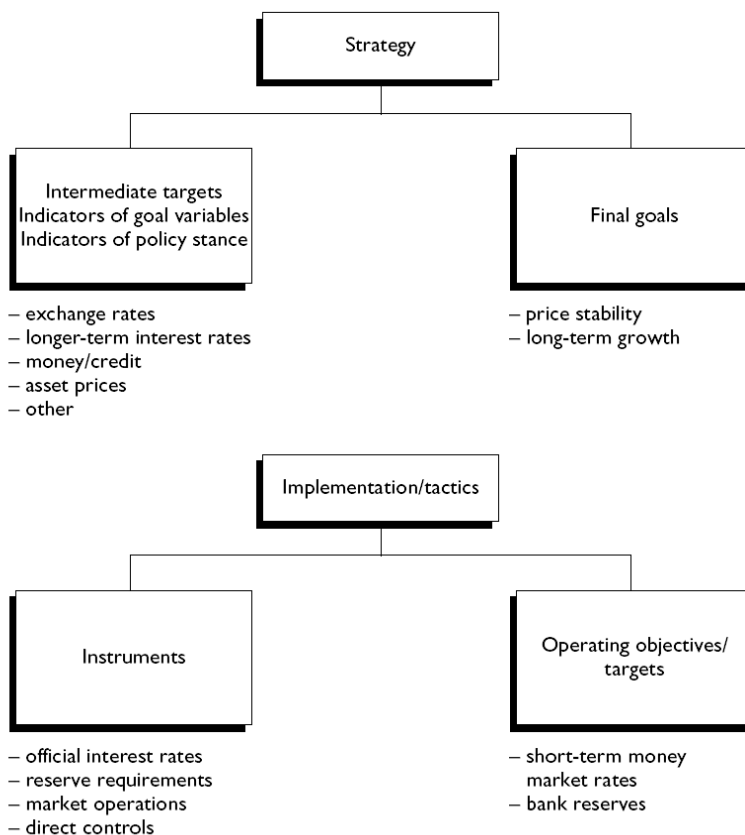 Strategy
Intermediate targets
Indicators of goal variables
Indicators of policy stance
– exchange rates
– longer-term interest rates
– money/credit
– asset prices
– other
Final goals
– price stability
– long-term growth
Implementation/tactics
Instruments
– official interest rates
– reserve requirements
– market operations
– direct controls
Operating objectives/
targets
– short-term money
market rates
– bank reserves